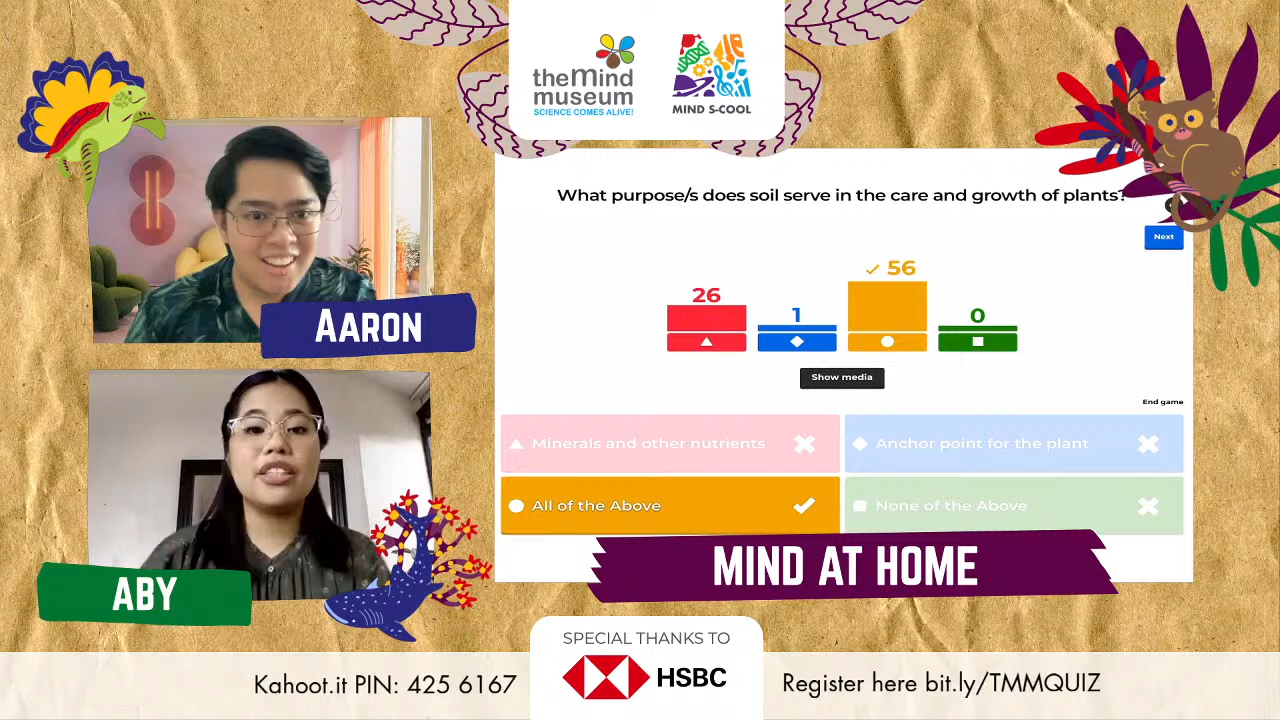 the mind
museum
SCIENCE COMES ALIVE!
MIND S-COOL
What purpose/s does soil serve in the care and growth of plants?
Next
26
1
56
0
Show media
End game
Minerals and other nutrients
Anchor point for the plant
All of the Above
None of the Above
AARON
ABY
MIND AT HOME
SPECIAL THANKS TO
HSBC
Kahoot.it PIN: 425 6167
Register here bit.ly/TMMQUIZ